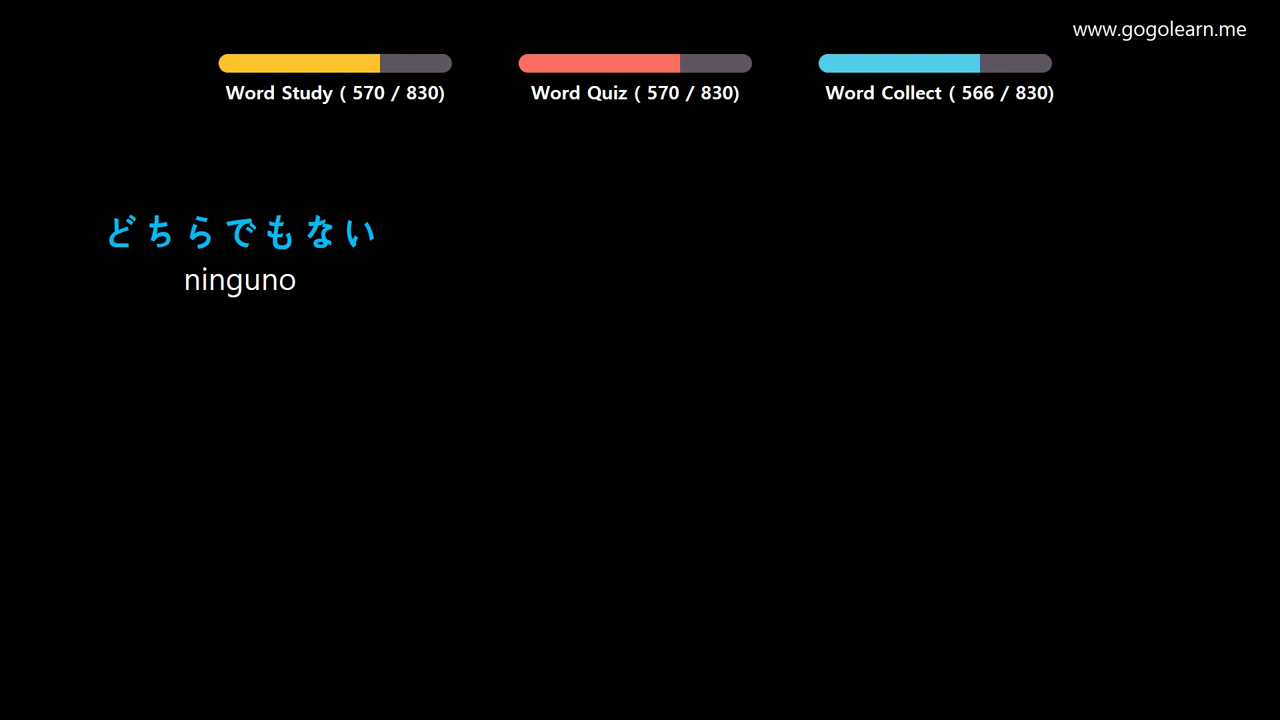 www.gogolearn.me
Word Study ( 570 / 830)
Word Quiz ( 570 / 830)
Word Collect ( 566 / 830)
どちらでもない
ninguno